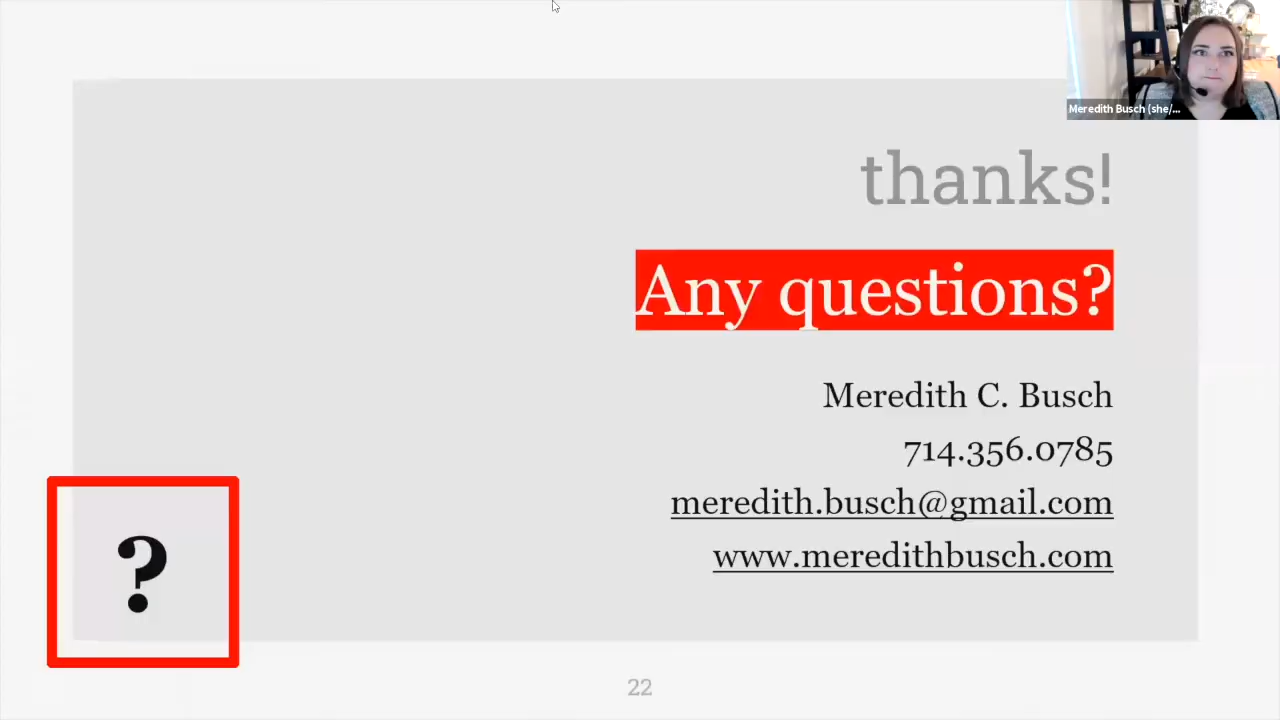 Meredith Busch (she/...
thanks!
Any questions?
Meredith C. Busch
714.356.0785
meredith.busch@gmail.com
www.meredithbusch.com
?
22